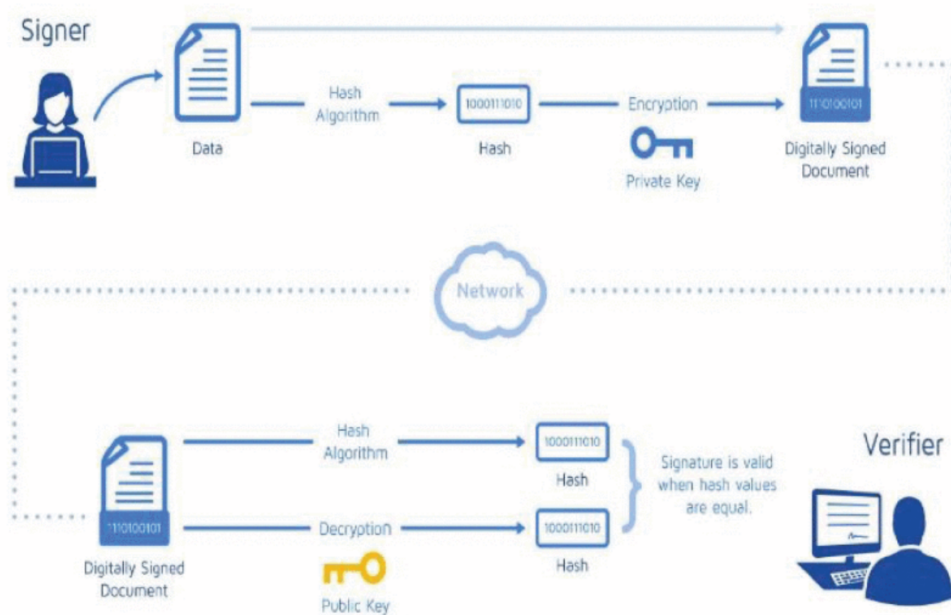 Signer
Hash
Algorithm
1000111010
Encryption
1110100101
Data
Hash
Private Key
Digitally Signed
Document
Network
Hash
Algorithm
1000111010
Hash
Signature is valid
when hash values
are equal.
Verifier
1110100101
Decryption
1000111010
Digitally Signed
Document
Hash
Public Key